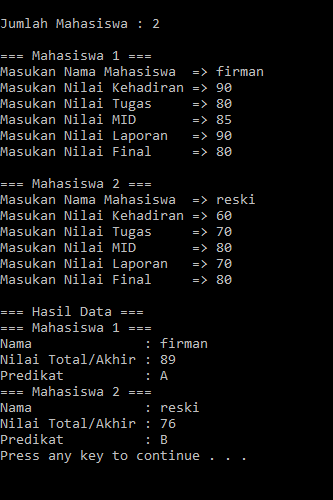 Jumlah Mahasiswa : 2
=== Mahasiswa 1 ===
Masukan Nama Mahasiswa  => firman
Masukan Nilai Kehadiran => 90
Masukan Nilai Tugas     => 80
Masukan Nilai MID       => 85
Masukan Nilai Laporan   => 90
Masukan Nilai Final     => 80
=== Mahasiswa 2 ===
Masukan Nama Mahasiswa  => reski
Masukan Nilai Kehadiran => 60
Masukan Nilai Tugas     => 70
Masukan Nilai MID       => 80
Masukan Nilai Laporan   => 70
Masukan Nilai Final     => 80
=== Hasil Data ===
=== Mahasiswa 1 ===
Nama              : firman
Nilai Total/Akhir : 89
Predikat          : A
=== Mahasiswa 2 ===
Nama              : reski
Nilai Total/Akhir : 76
Predikat          : B
Press any key to continue . . .